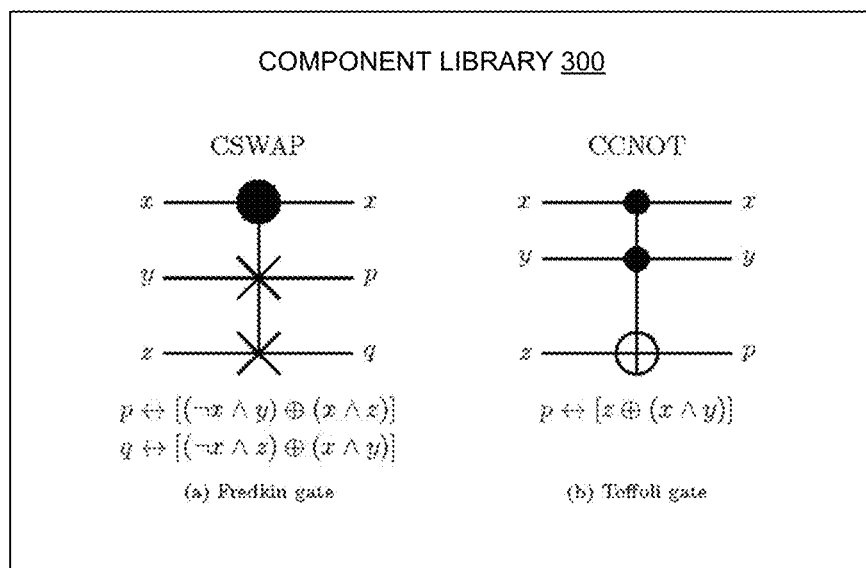 COMPONENT LIBRARY 300
CSWAP
CCNOT
x x
y p
z q
x x
y y
z p
p ↔ [(¬x ∧ y) ⊕ (x ∧ z)]
q ↔ [(¬x ∧ z) ⊕ (x ∧ y)]
p ↔ [z ⊕ (x ∧ y)]
(a) Fredkin gate
(b) Toffoli gate